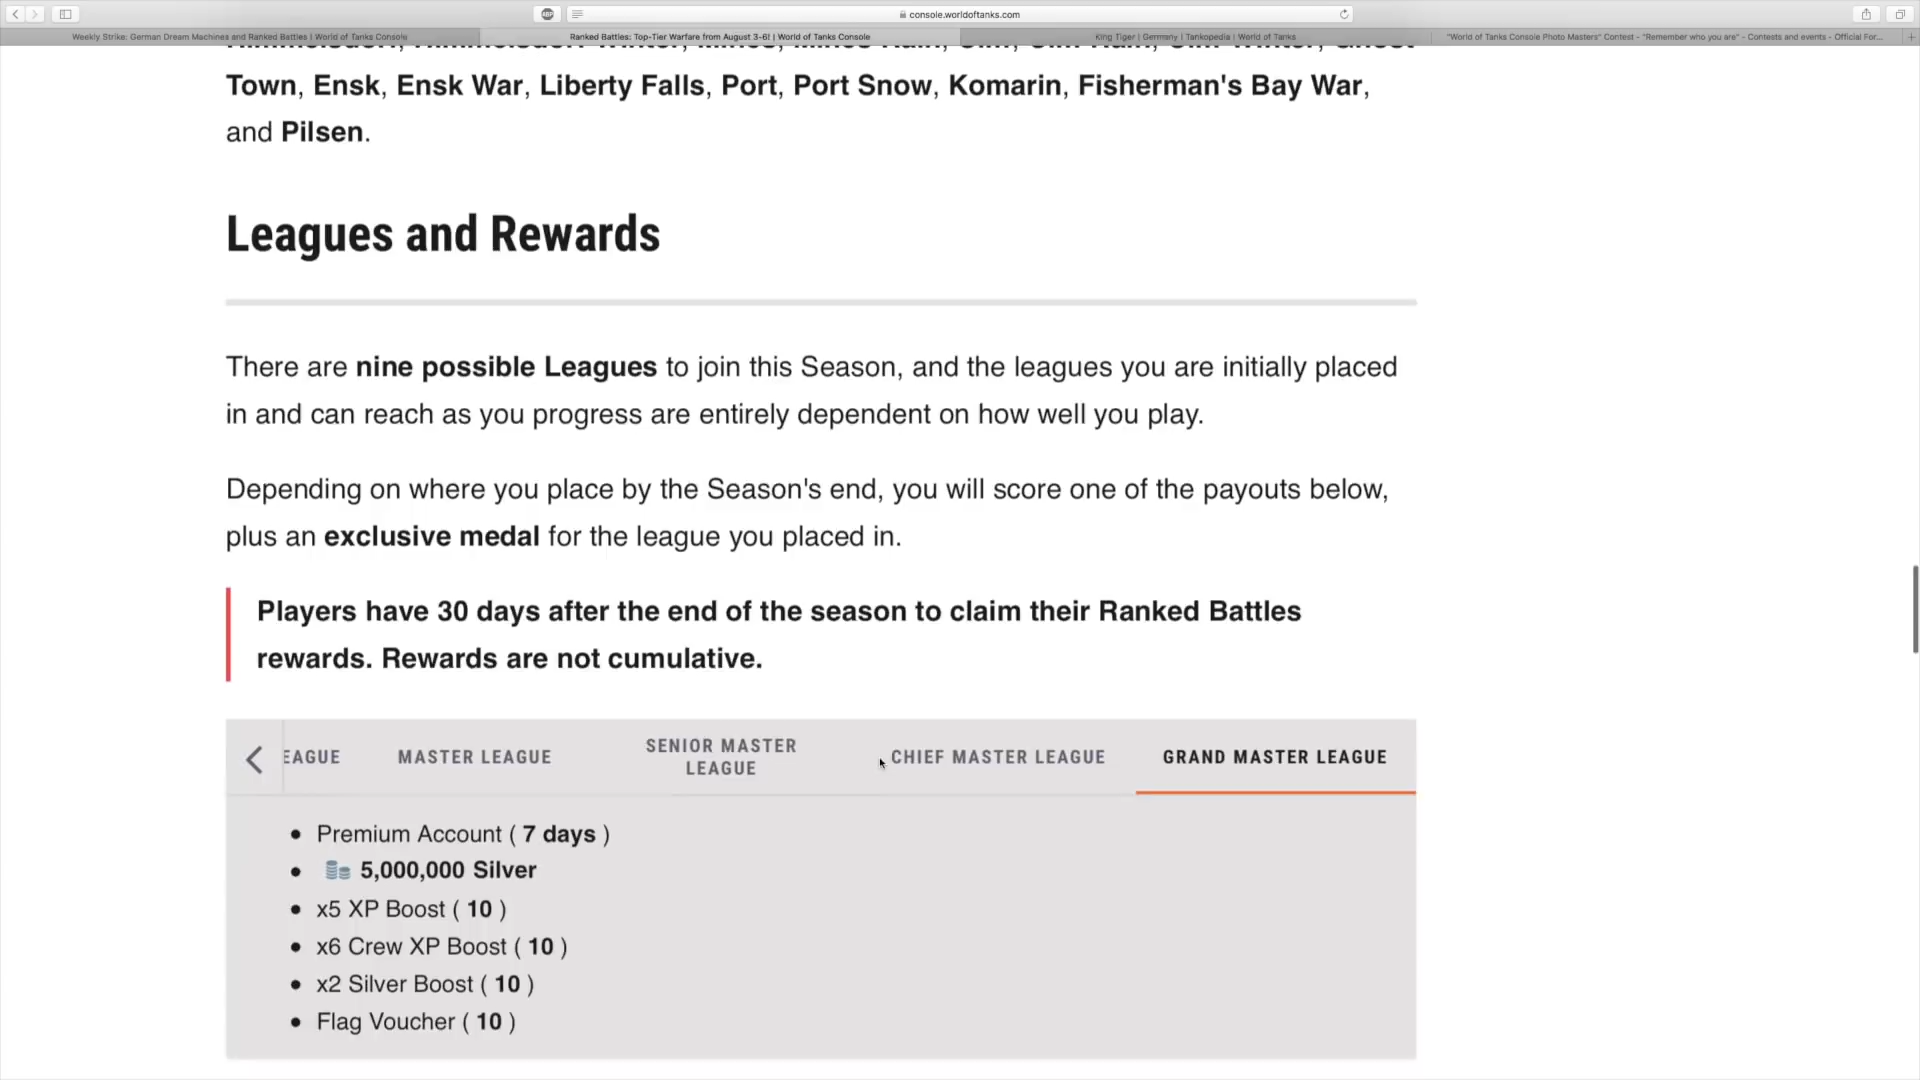 console.worldoftanks.com
Weekly Strike: German Dream Machines and Ranked Battles | World of Tanks Console
Ranked Battles: Top-Tier Warfare from August 3-6! | World of Tanks Console
King Tiger | Germany | Tankopedia | World of Tanks
"World of Tanks Console Photo Masters" Contest - "Remember who you are" - Contests and events - Official For...
Town, Ensk, Ensk War, Liberty Falls, Port, Port Snow, Komarin, Fisherman's Bay War,
and Pilsen.
Leagues and Rewards
There are nine possible Leagues to join this Season, and the leagues you are initially placed
in and can reach as you progress are entirely dependent on how well you play.
Depending on where you place by the Season's end, you will score one of the payouts below,
plus an exclusive medal for the league you placed in.
Players have 30 days after the end of the season to claim their Ranked Battles
rewards. Rewards are not cumulative.
EAGUE
MASTER LEAGUE
SENIOR MASTER
LEAGUE
CHIEF MASTER LEAGUE
GRAND MASTER LEAGUE
• Premium Account ( 7 days )
• 5,000,000 Silver
• x5 XP Boost ( 10 )
• x6 Crew XP Boost ( 10 )
• x2 Silver Boost ( 10 )
• Flag Voucher ( 10 )